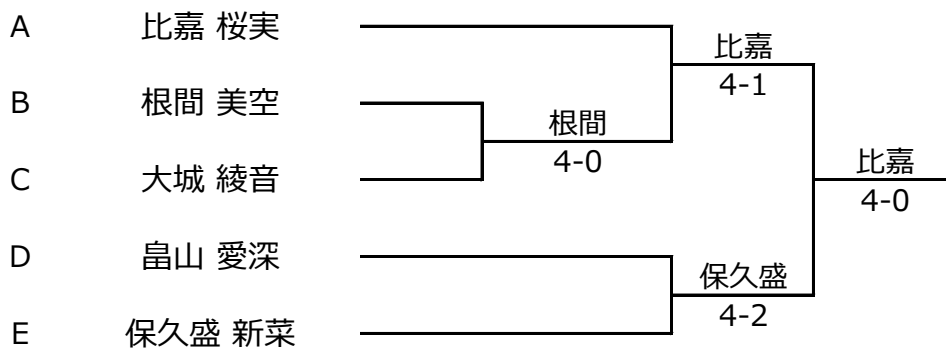 A 比嘉 桜実
比嘉
4-1
B 根間 美空
根間
4-0
C 大城 綾音
比嘉
4-0
D 畠山 愛深
保久盛
4-2
E 保久盛 新菜